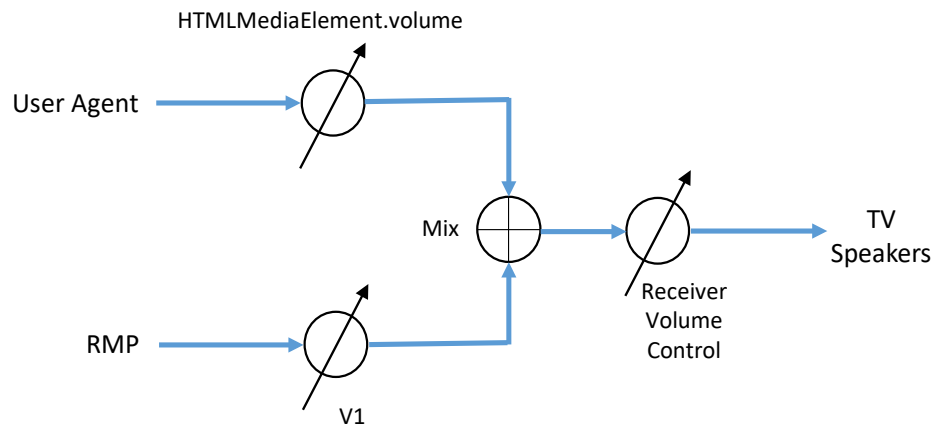 HTMLMediaElement.volume
User Agent
Mix
TV
Speakers
Receiver
Volume
Control
RMP
V1